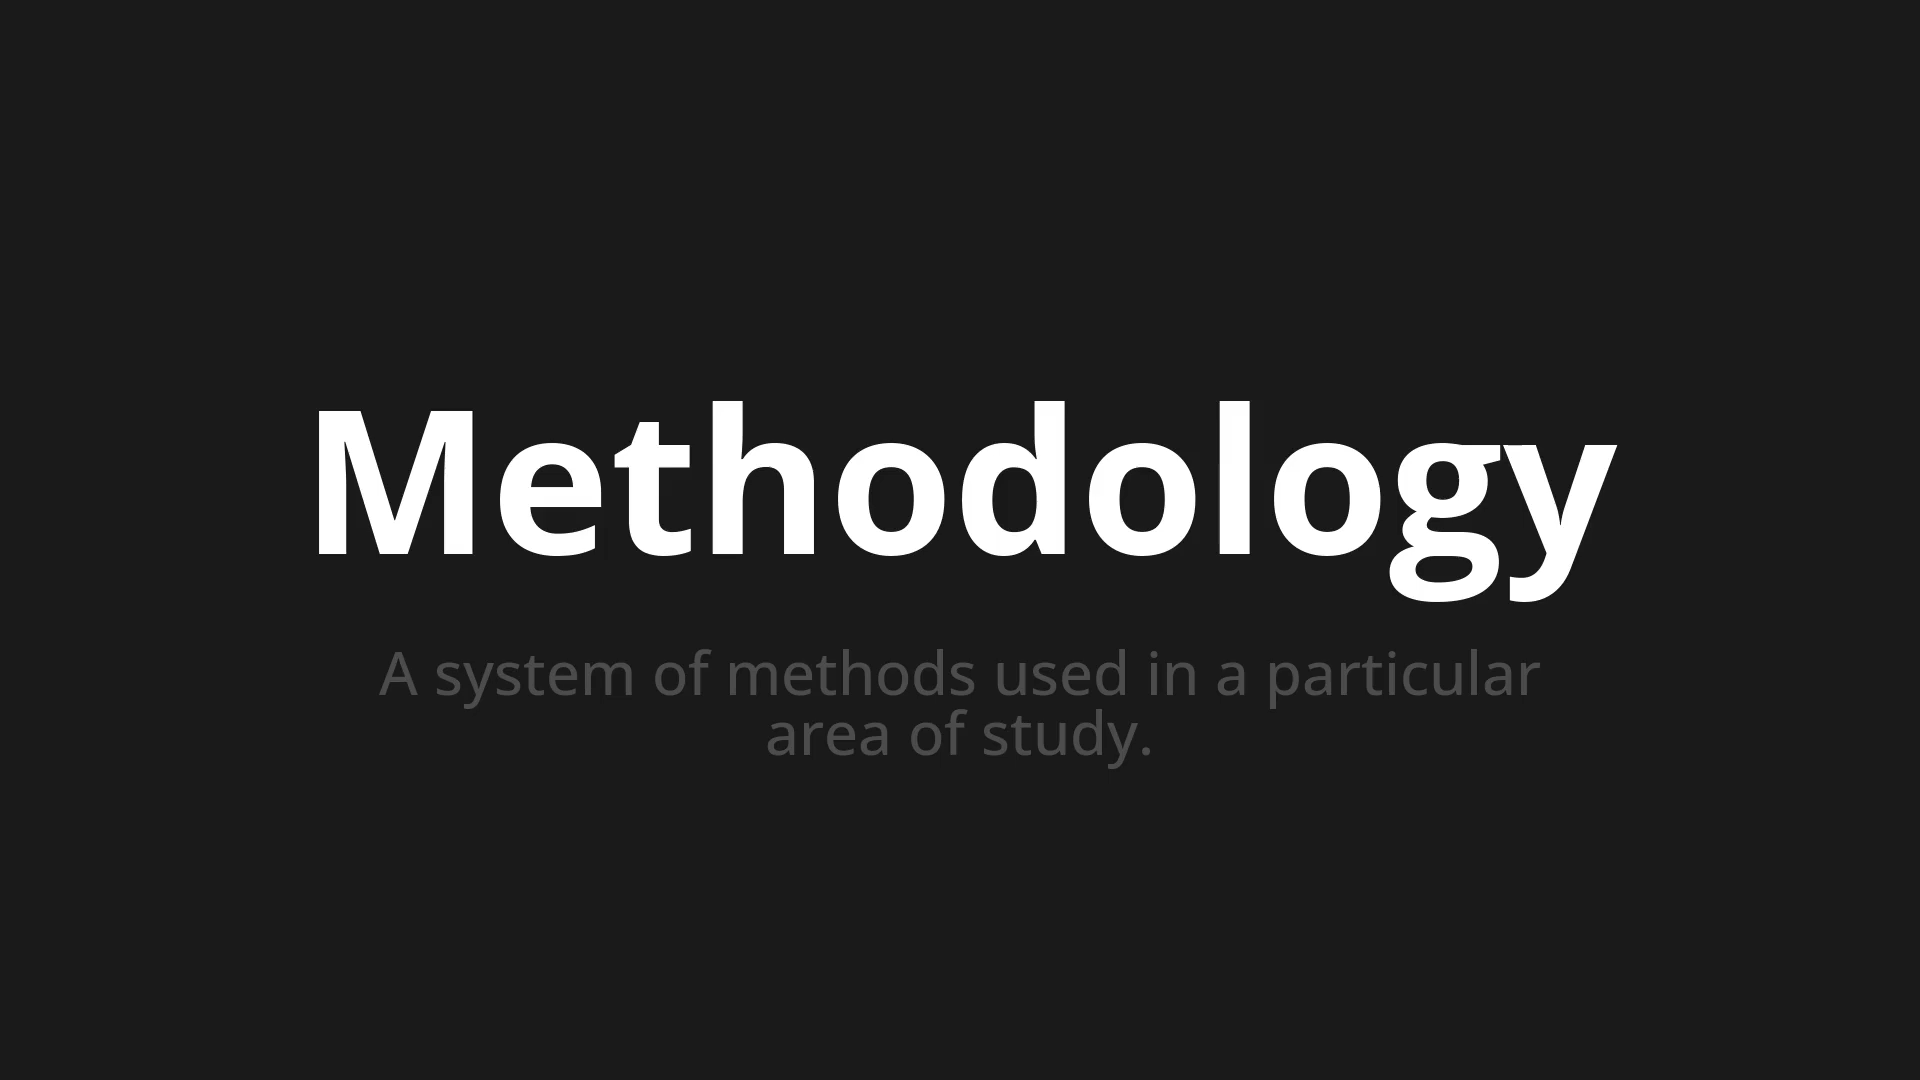 Methodology
A system of methods used in a particular
area of study.